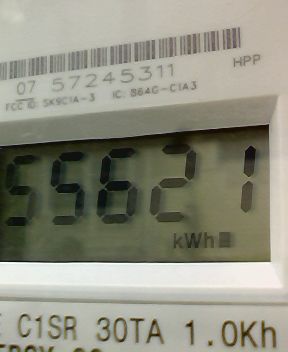 07 57245311
HPP
FCC ID: SK9C1A-3 IC: 864G-C1A3
55621
kWh
C1SR 30TA 1.0Kh